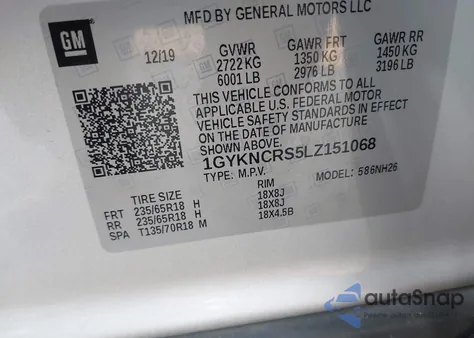 MFD BY GENERAL MOTORS LLC
GM
12/19 GVWR GAWR FRT GAWR RR
2722 KG 1350 KG 1450 KG
6001 LB 2976 LB 3196 LB
THIS VEHICLE CONFORMS TO ALL
APPLICABLE U.S. FEDERAL MOTOR
VEHICLE SAFETY STANDARDS IN EFFECT
ON THE DATE OF MANUFACTURE
1GYKNCRS5LZ151068
TYPE: M.P.V. MODEL: 586NH26
TIRE SIZE RIM
FRT 235/65R18 H 18X8J
RR 235/65R18 H 18X8J
SPA T135/70R18 M 18X4.5B
autoSnap